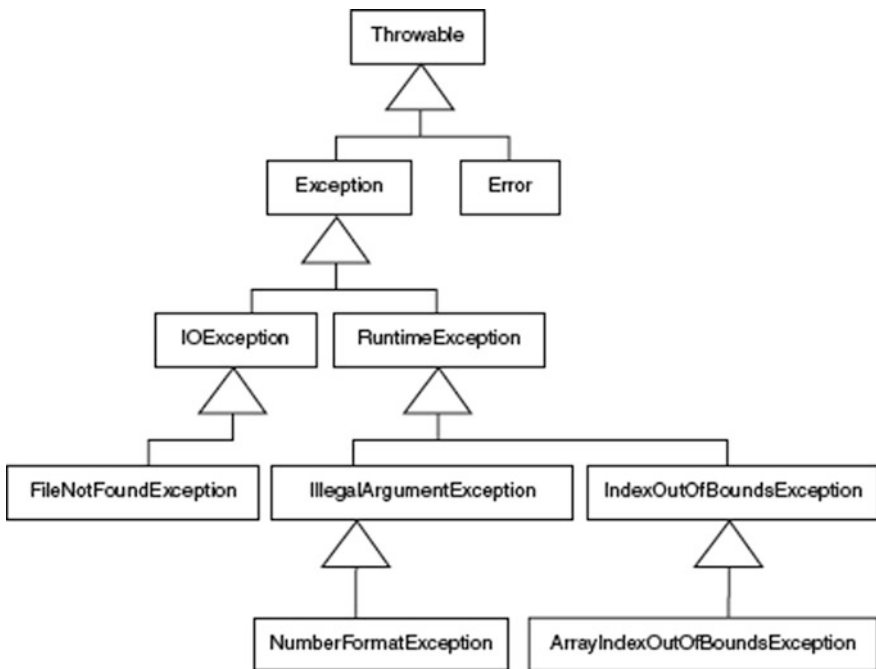 Throwable
Exception
Error
IOException
RuntimeException
FileNotFoundException
IllegalArgumentException
IndexOutOfBoundsException
NumberFormatException
ArrayIndexOutOfBoundsException